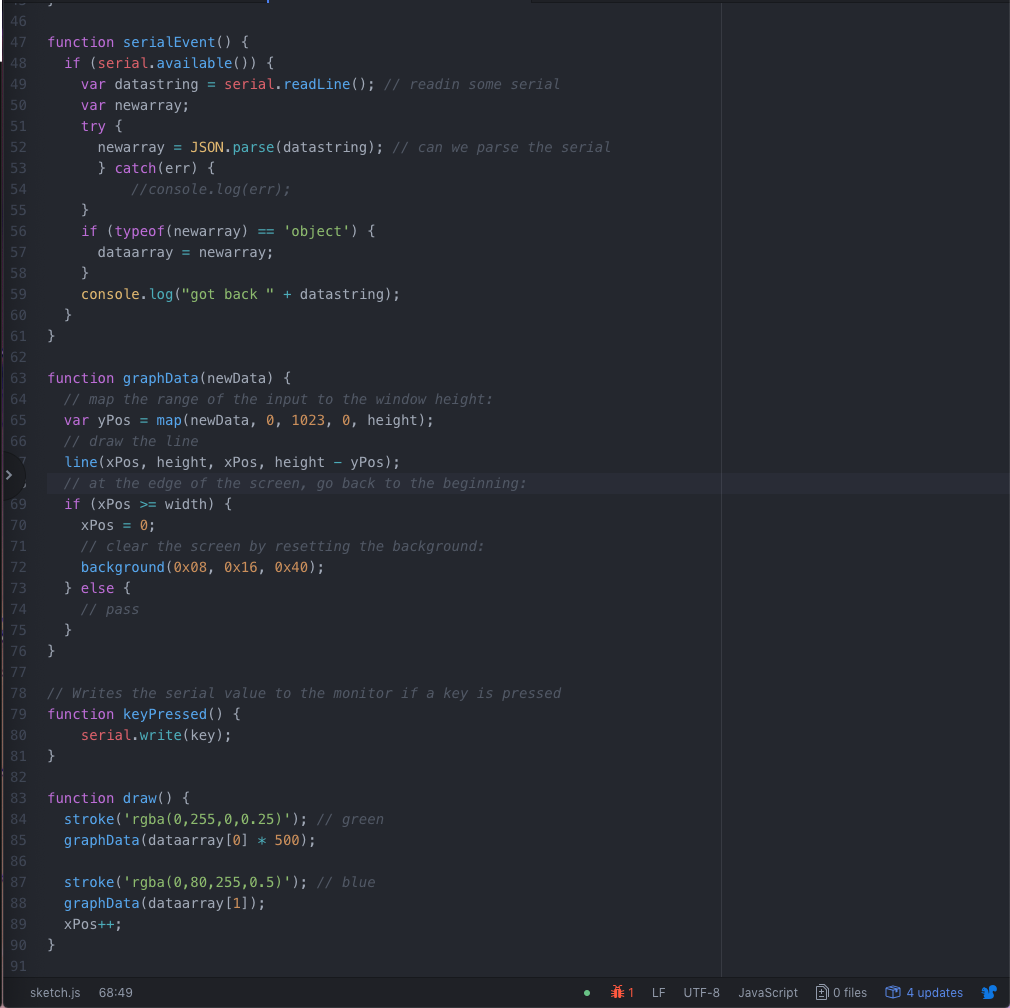 46
47 function serialEvent() {
48   if (serial.available()) {
49     var datastring = serial.readLine(); // readin some serial
50     var newarray;
51     try {
52       newarray = JSON.parse(datastring); // can we parse the serial
53       } catch(err) {
54           //console.log(err);
55     }
56     if (typeof(newarray) == 'object') {
57       dataarray = newarray;
58     }
59     console.log("got back " + datastring);
60   }
61 }
62
63 function graphData(newData) {
64   // map the range of the input to the window height:
65   var yPos = map(newData, 0, 1023, 0, height);
66   // draw the line
7   line(xPos, height, xPos, height - yPos);
  // at the edge of the screen, go back to the beginning:
69   if (xPos >= width) {
70     xPos = 0;
71     // clear the screen by resetting the background:
72     background(0x08, 0x16, 0x40);
73   } else {
74     // pass
75   }
76 }
77
78 // Writes the serial value to the monitor if a key is pressed
79 function keyPressed() {
80     serial.write(key);
81 }
82
83 function draw() {
84   stroke('rgba(0,255,0,0.25)'); // green
85   graphData(dataarray[0] * 500);
86
87   stroke('rgba(0,80,255,0.5)'); // blue
88   graphData(dataarray[1]);
89   xPos++;
90 }
91
sketch.js 68:49 1 LF UTF-8 JavaScript 0 files 4 updates